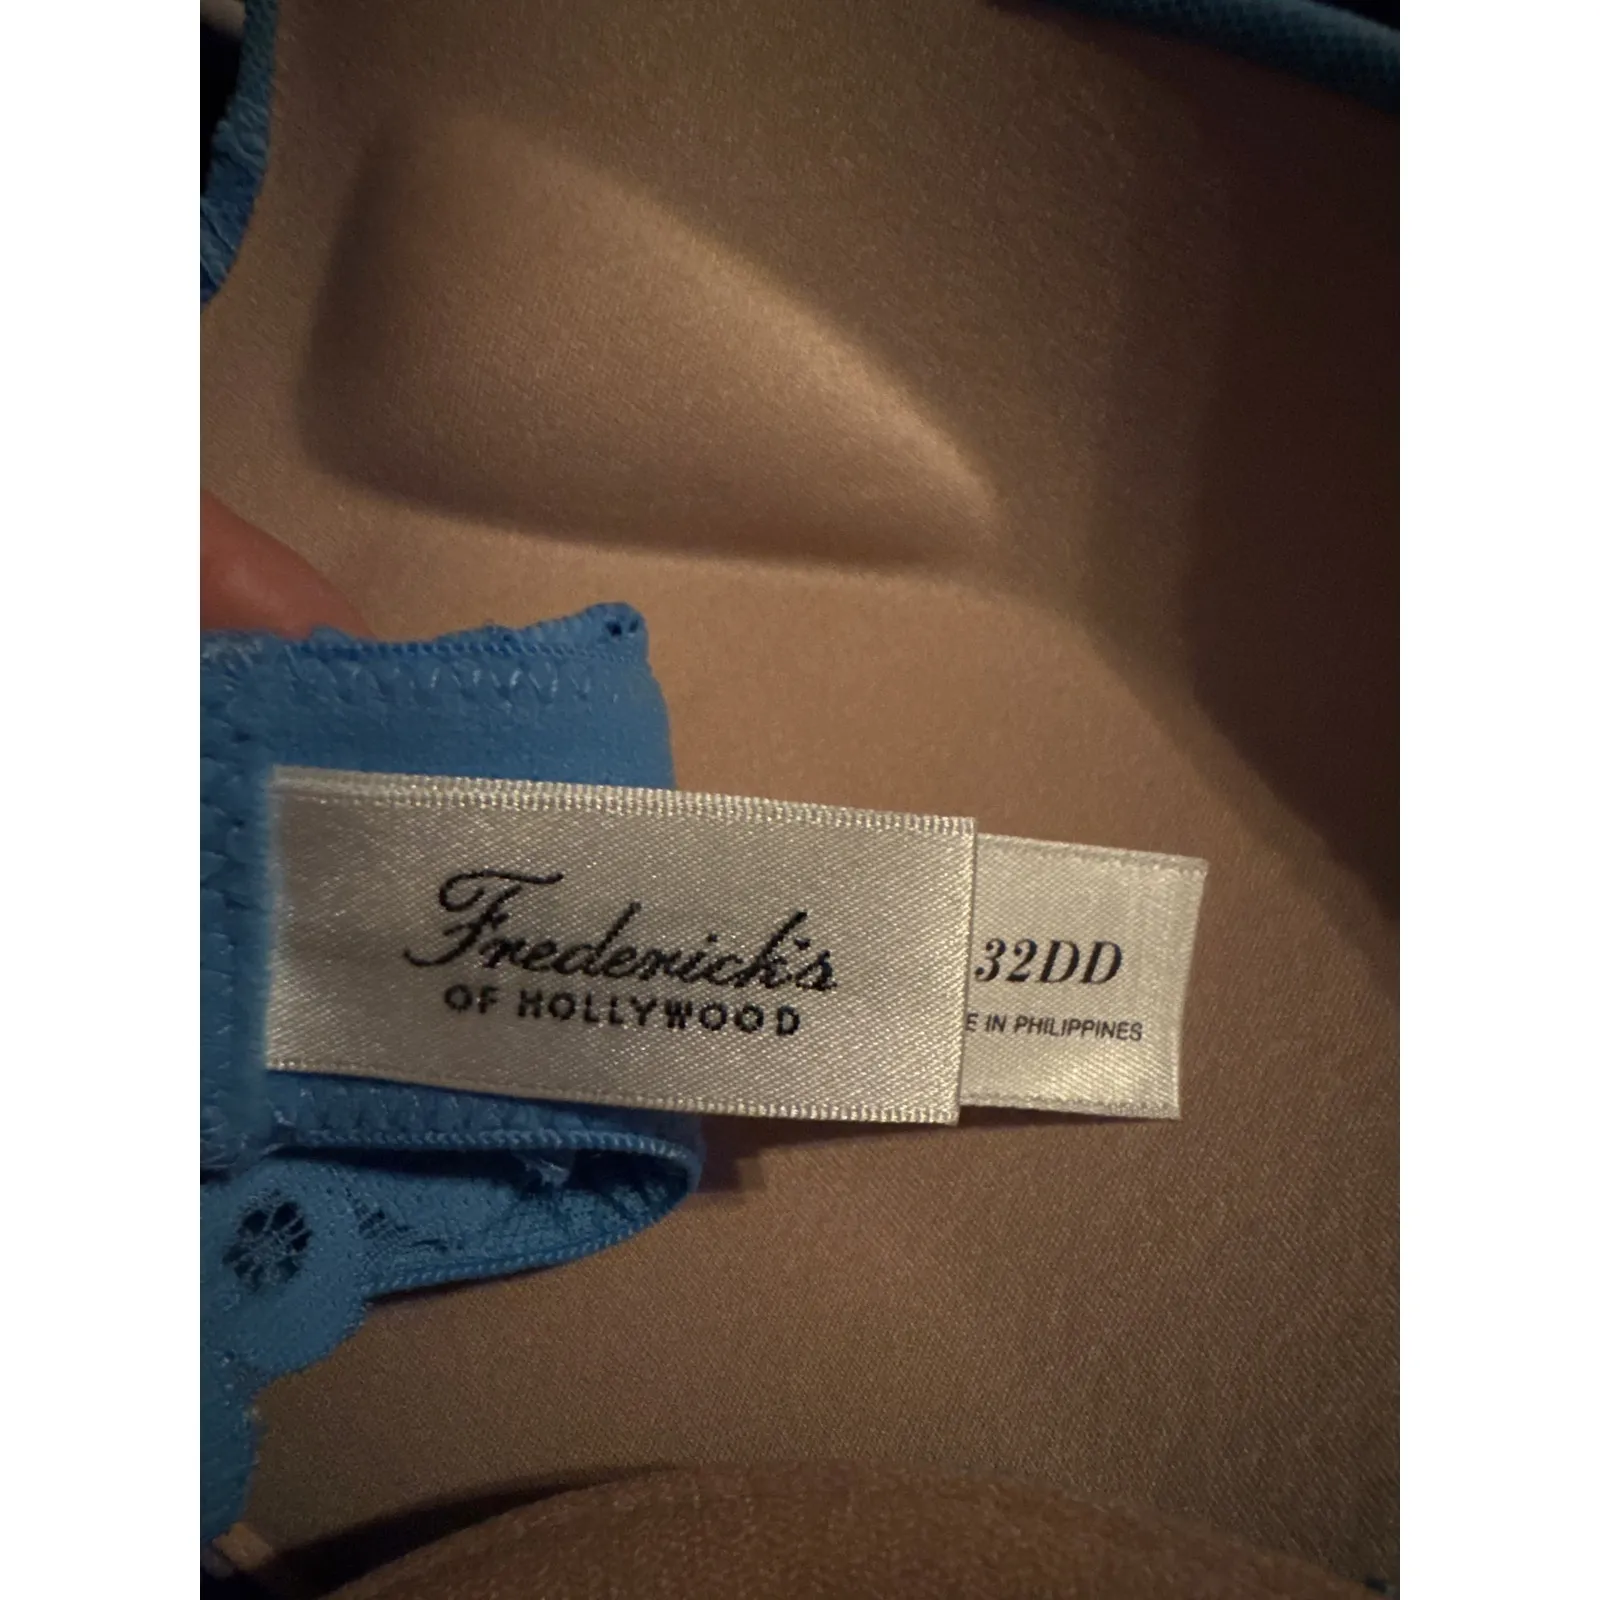 Frederick's
OF HOLLYWOOD
32DD
E IN PHILIPPINES